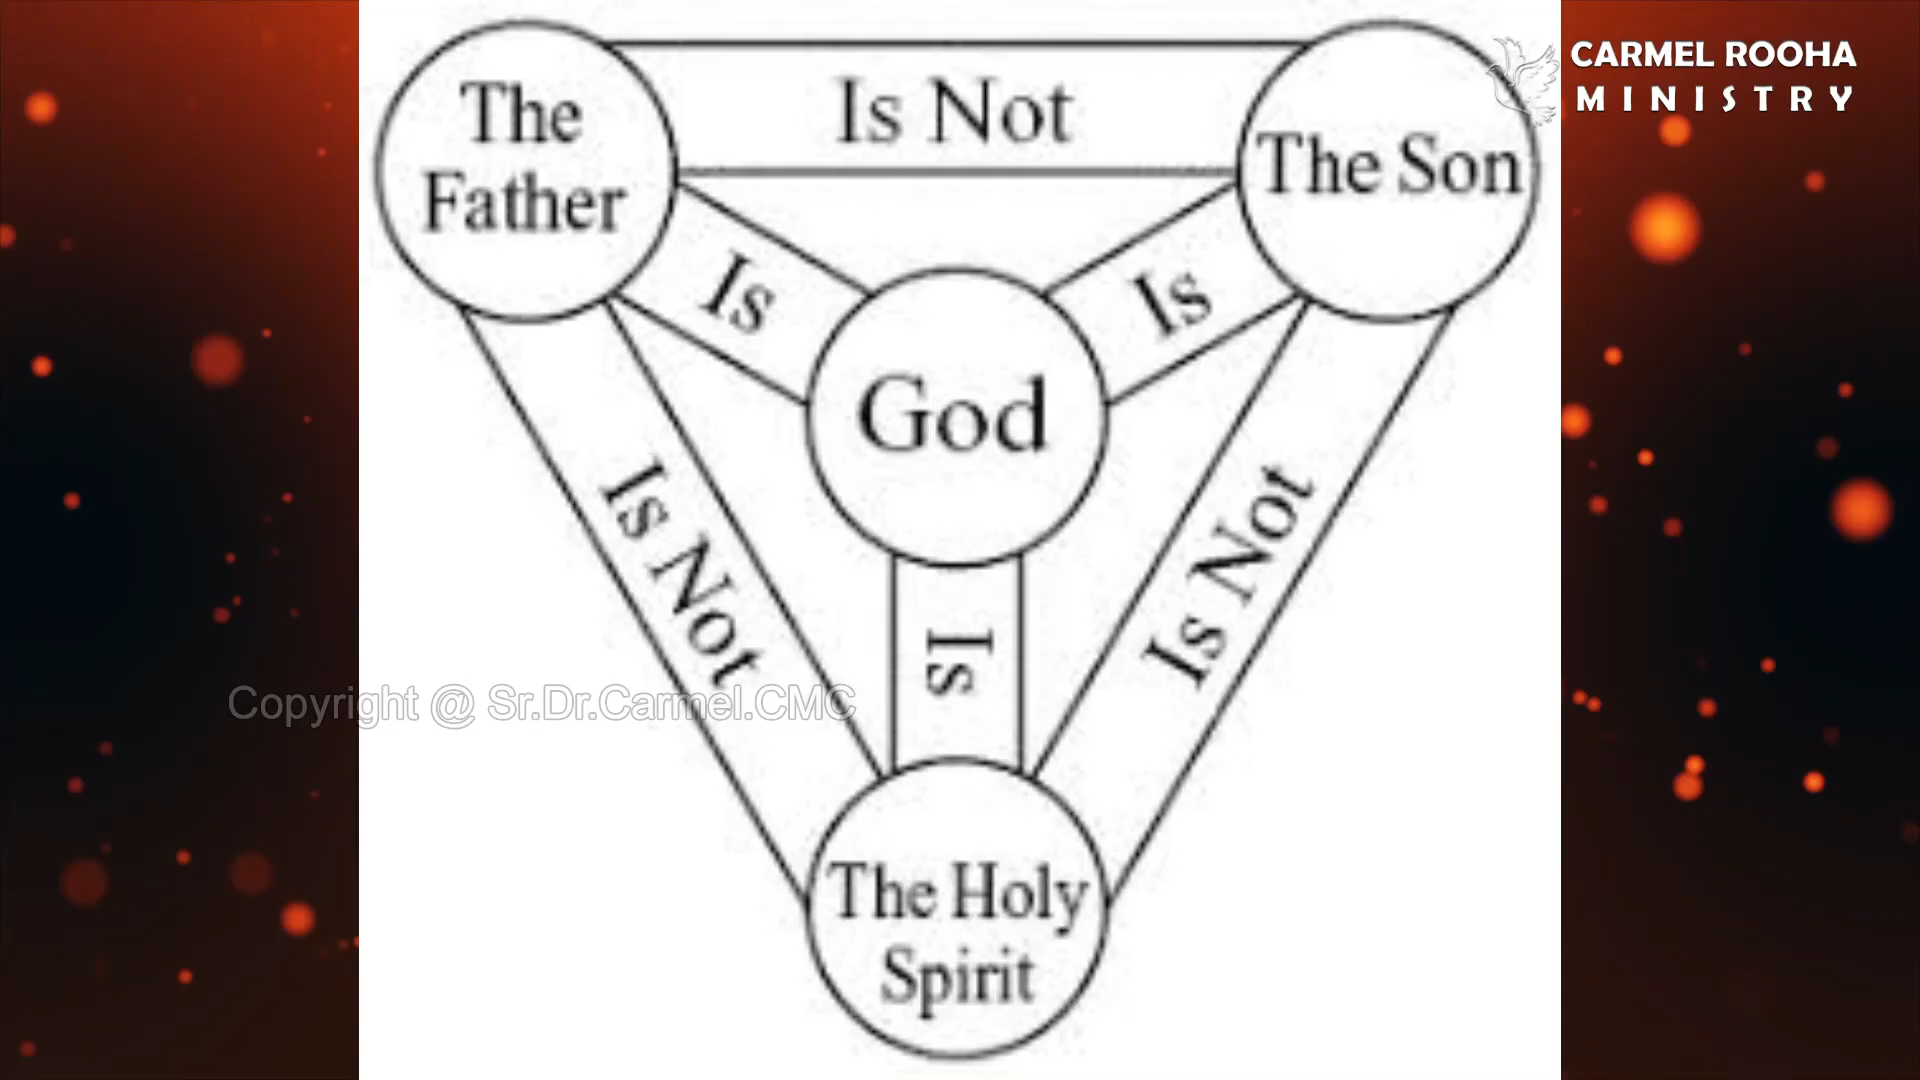 The
Father
Is Not
The Son
CARMEL ROOHA
MINISTRY
Is
Is
God
Is Not
Is
Is Not
Copyright @ Sr.Dr.Carmel.CMC
The Holy
Spirit